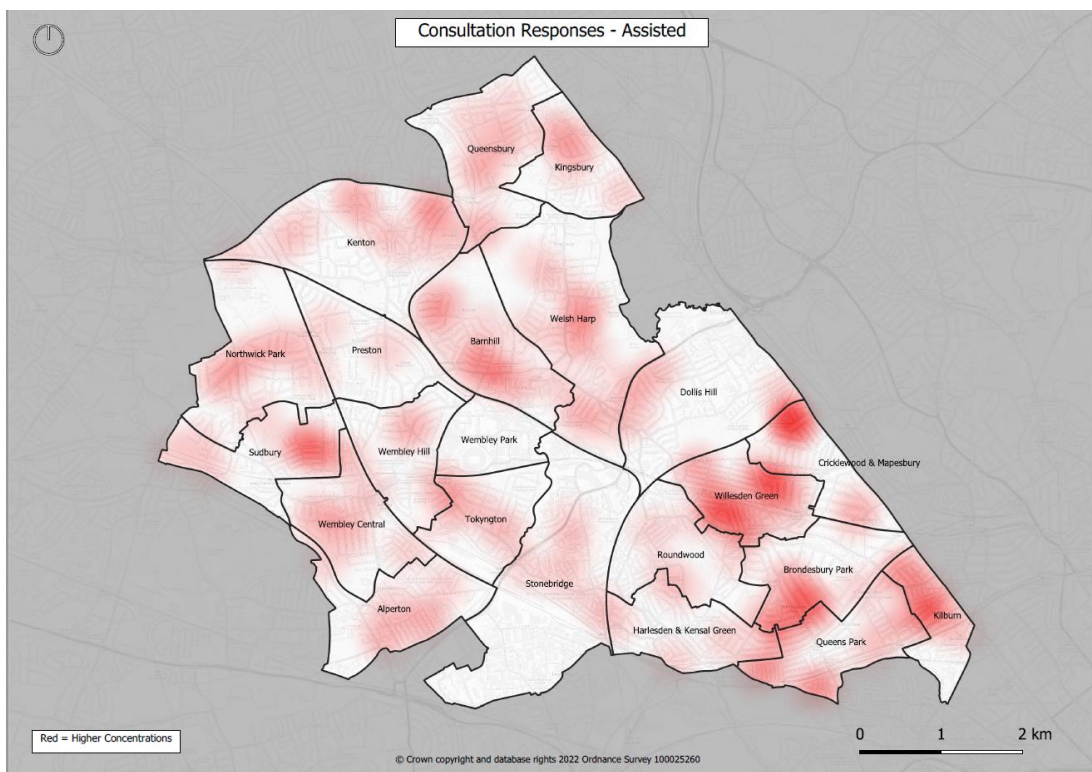 Consultation Responses - Assisted
Queensbury
Kingsbury
Kenton
Welsh Harp
Barnhill
Preston
Northwick Park
Dollis Hill
Wembley Park
Sudbury
Wembley Hill
Cricklewood & Mapesbury
Willesden Green
Tokyngton
Wembley Central
Roundwood
Brondesbury Park
Stonebridge
Alperton
Kilburn
Harlesden & Kensal Green
Queens Park
Red = Higher Concentrations
0 1 2 km
© Crown copyright and database rights 2022 Ordnance Survey 100025260